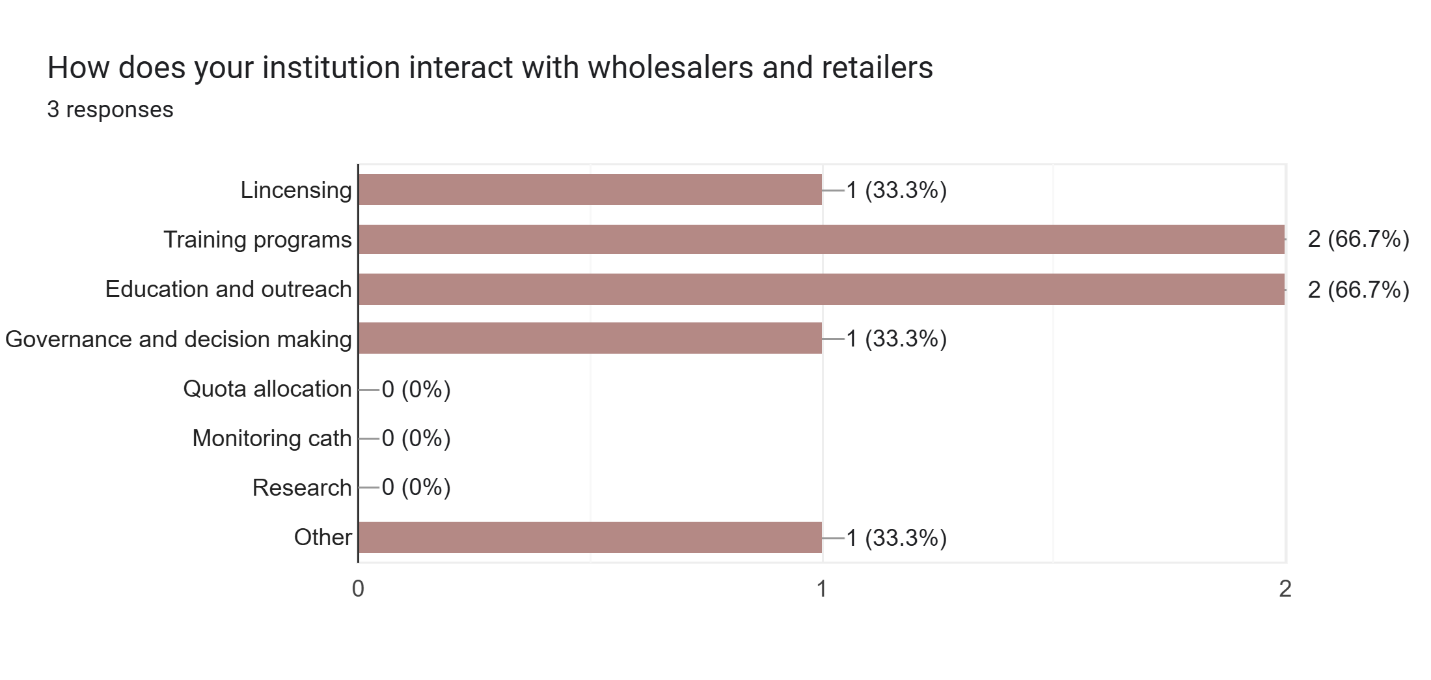 How does your institution interact with wholesalers and retailers
3 responses
Lincensing 1 (33.3%)
Training programs 2 (66.7%)
Education and outreach 2 (66.7%)
Governance and decision making 1 (33.3%)
Quota allocation 0 (0%)
Monitoring cath 0 (0%)
Research 0 (0%)
Other 1 (33.3%)
0 1 2